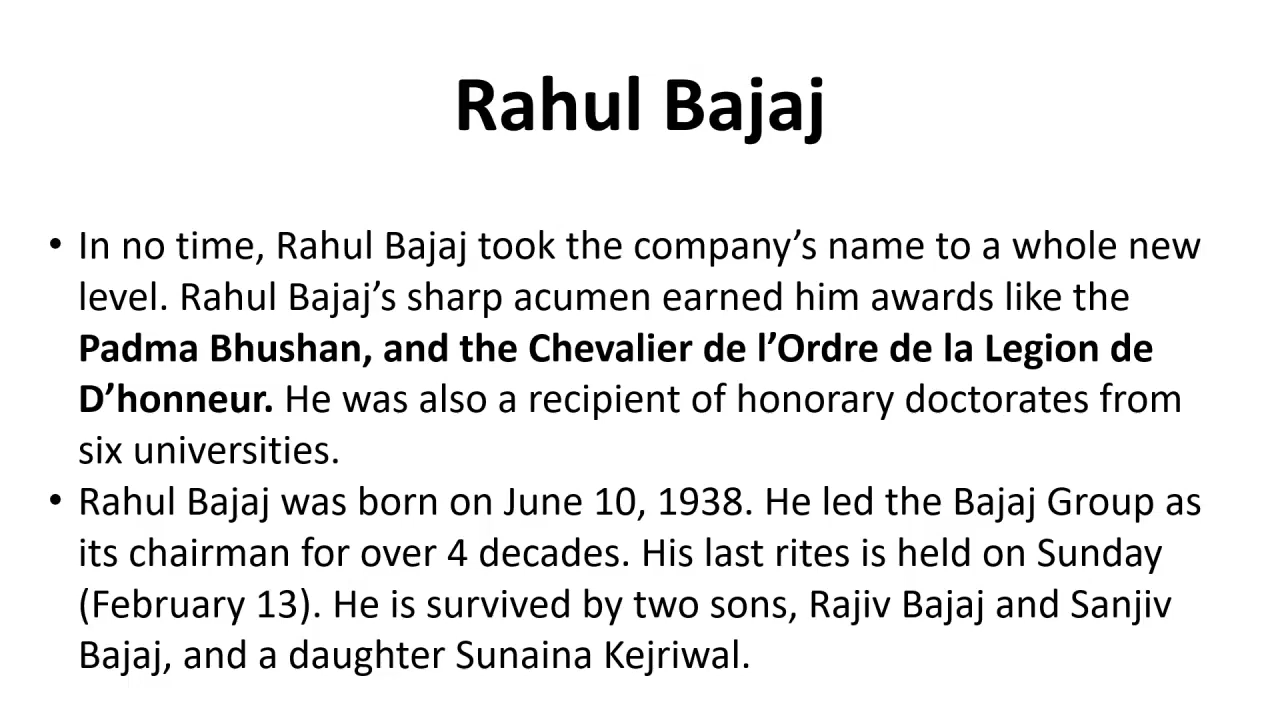 Rahul Bajaj
• In no time, Rahul Bajaj took the company’s name to a whole new
level. Rahul Bajaj’s sharp acumen earned him awards like the
Padma Bhushan, and the Chevalier de l’Ordre de la Legion de
D’honneur. He was also a recipient of honorary doctorates from
six universities.
• Rahul Bajaj was born on June 10, 1938. He led the Bajaj Group as
its chairman for over 4 decades. His last rites is held on Sunday
(February 13). He is survived by two sons, Rajiv Bajaj and Sanjiv
Bajaj, and a daughter Sunaina Kejriwal.